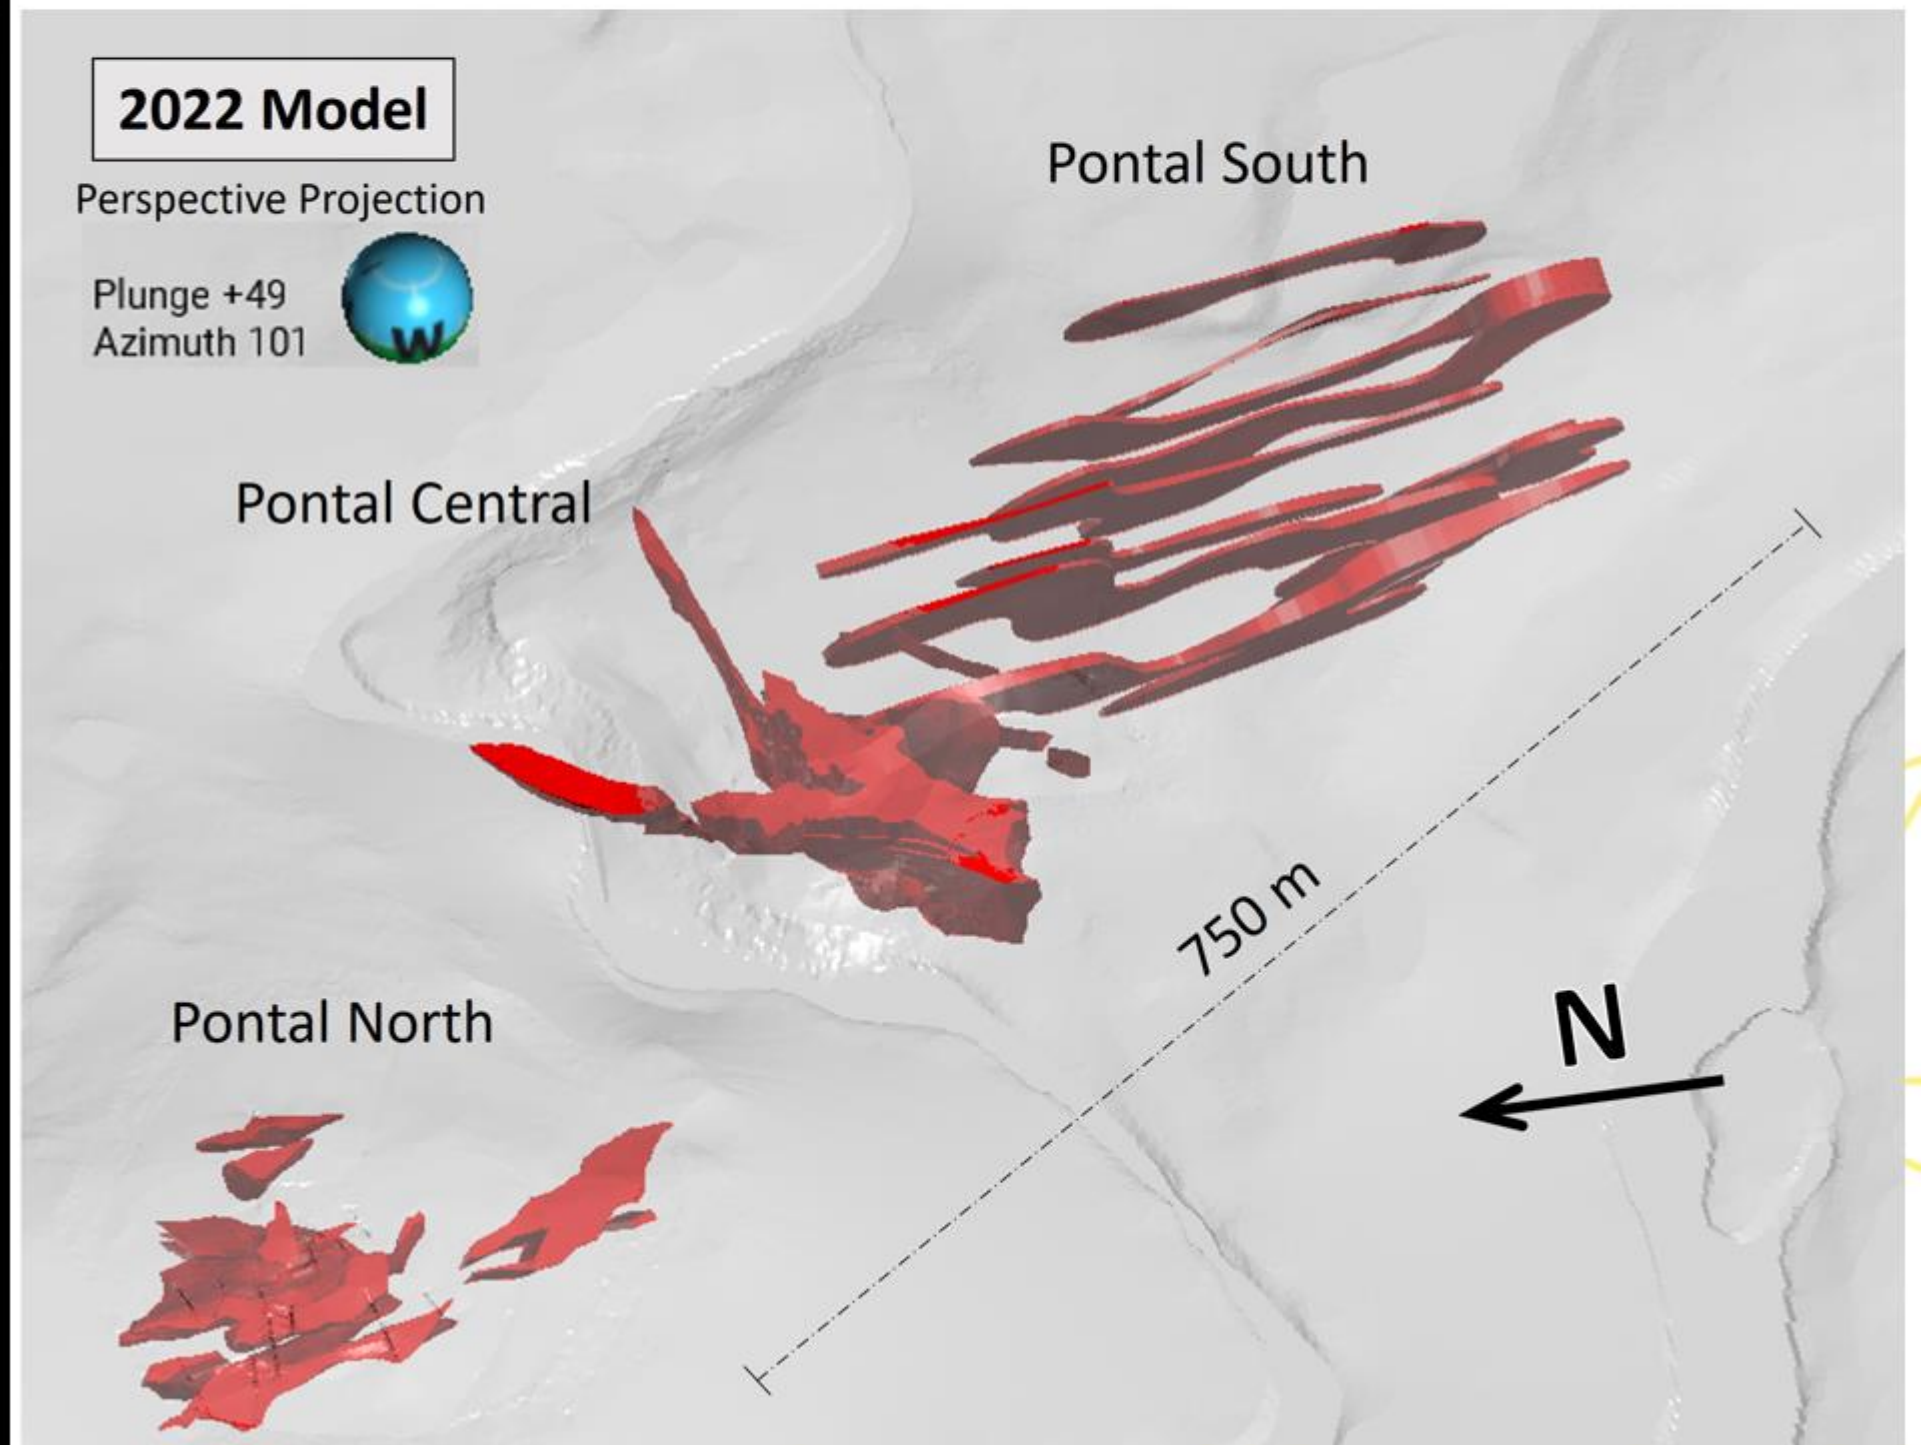 2022 Model
Perspective Projection
Plunge +49
Azimuth 101
W
Pontal South
Pontal Central
750 m
N
Pontal North